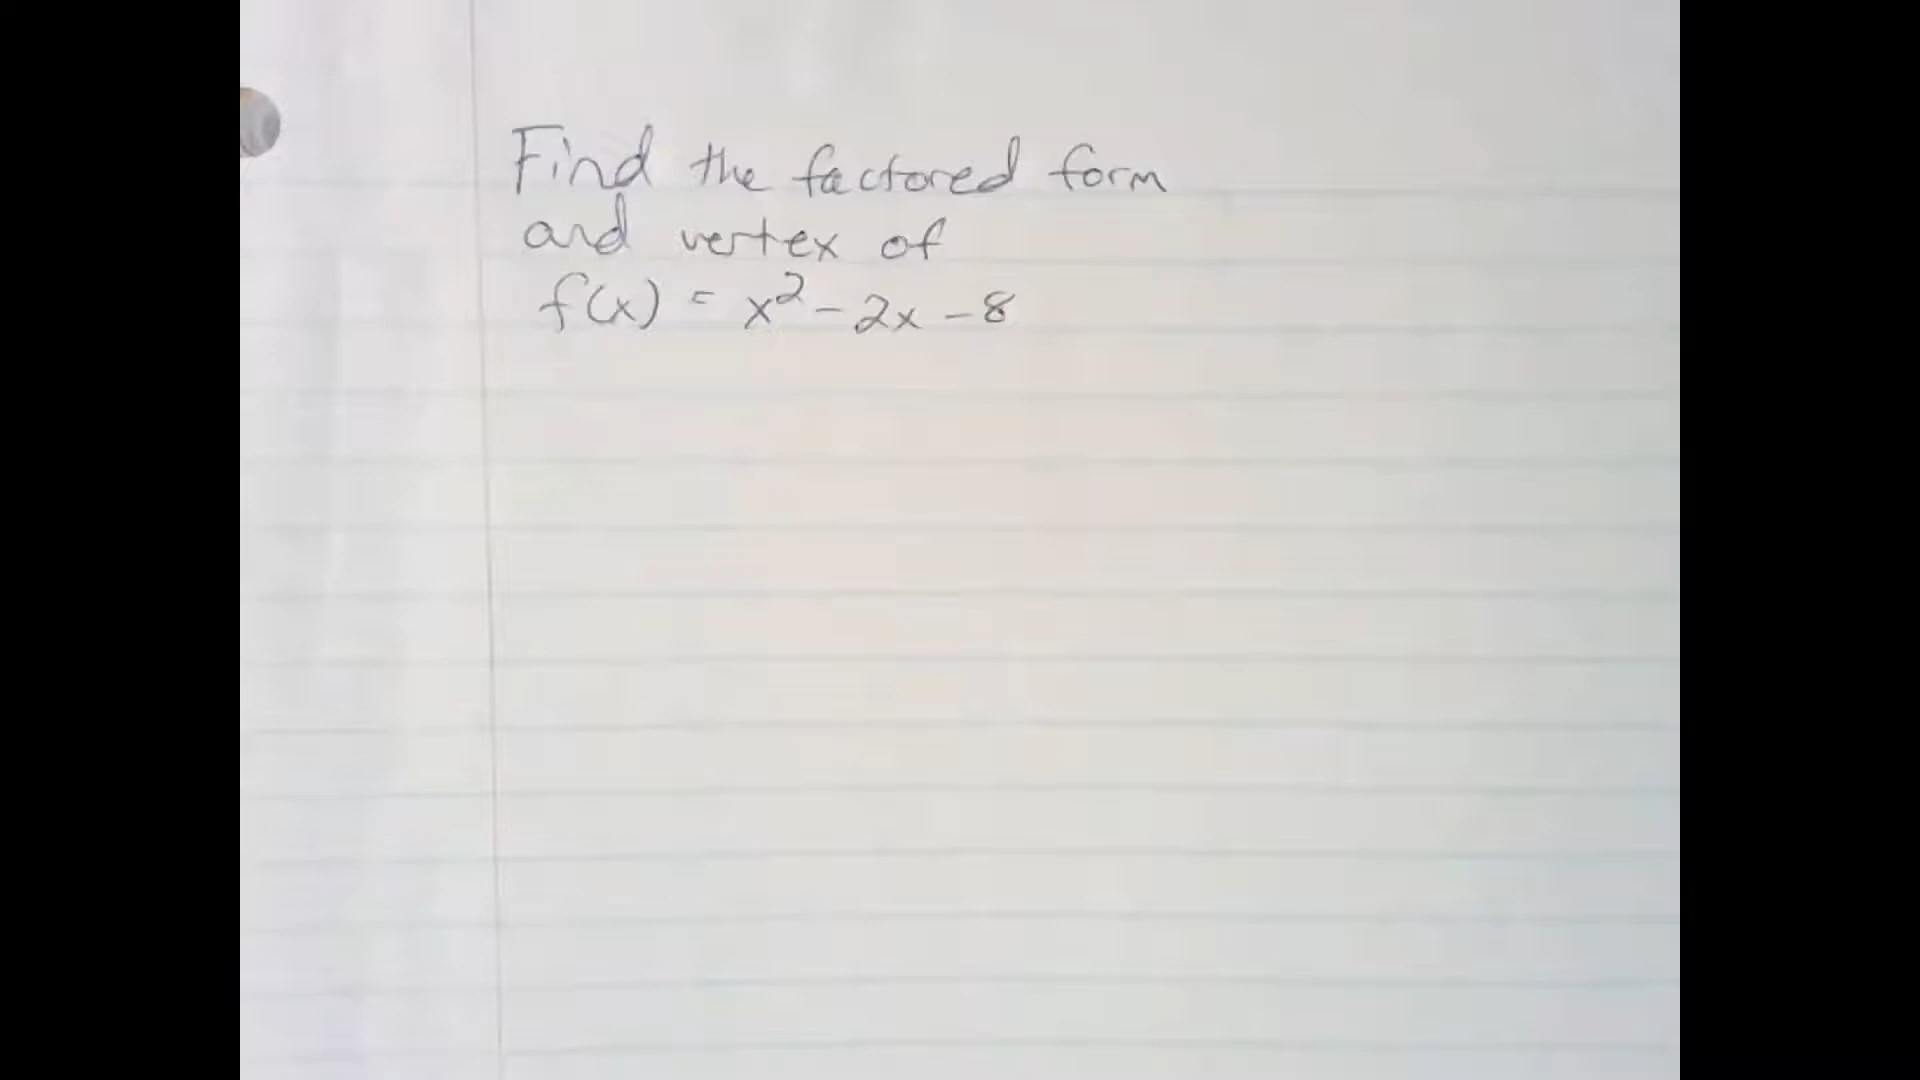 Find the factored form
and vertex of
f(x) = x² - 2x - 8